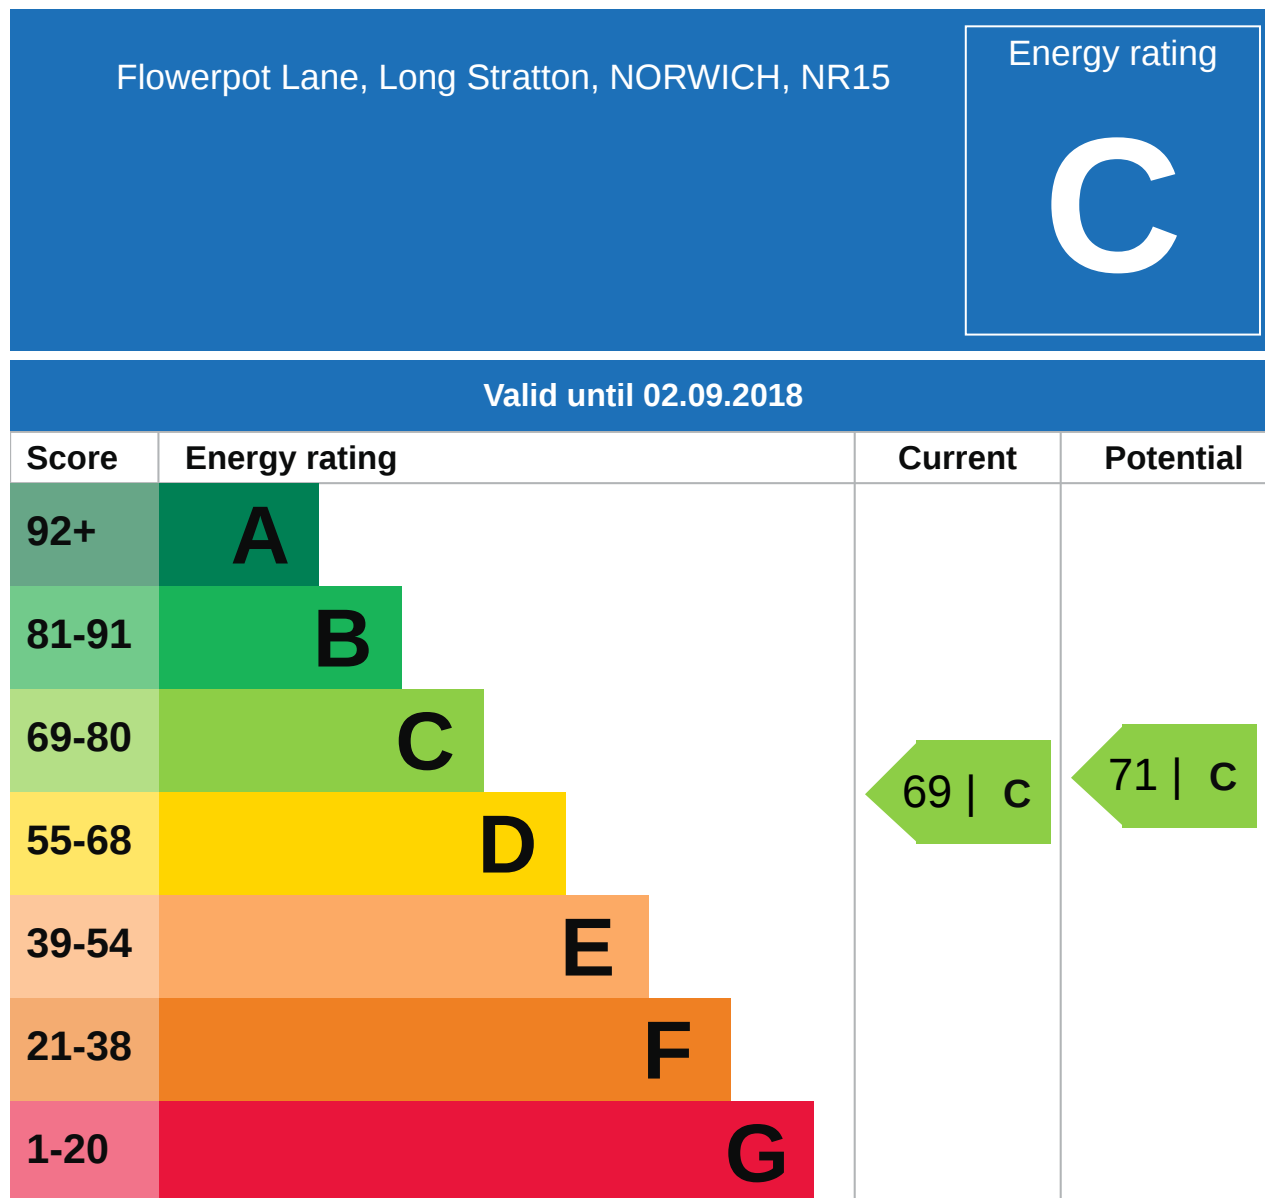 Flowerpot Lane, Long Stratton, NORWICH, NR15
Energy rating
C
Valid until 02.09.2018
Score Energy rating Current Potential
92+ A
81-91 B
69-80 C
69 | C
71 | C
55-68 D
39-54 E
21-38 F
1-20 G